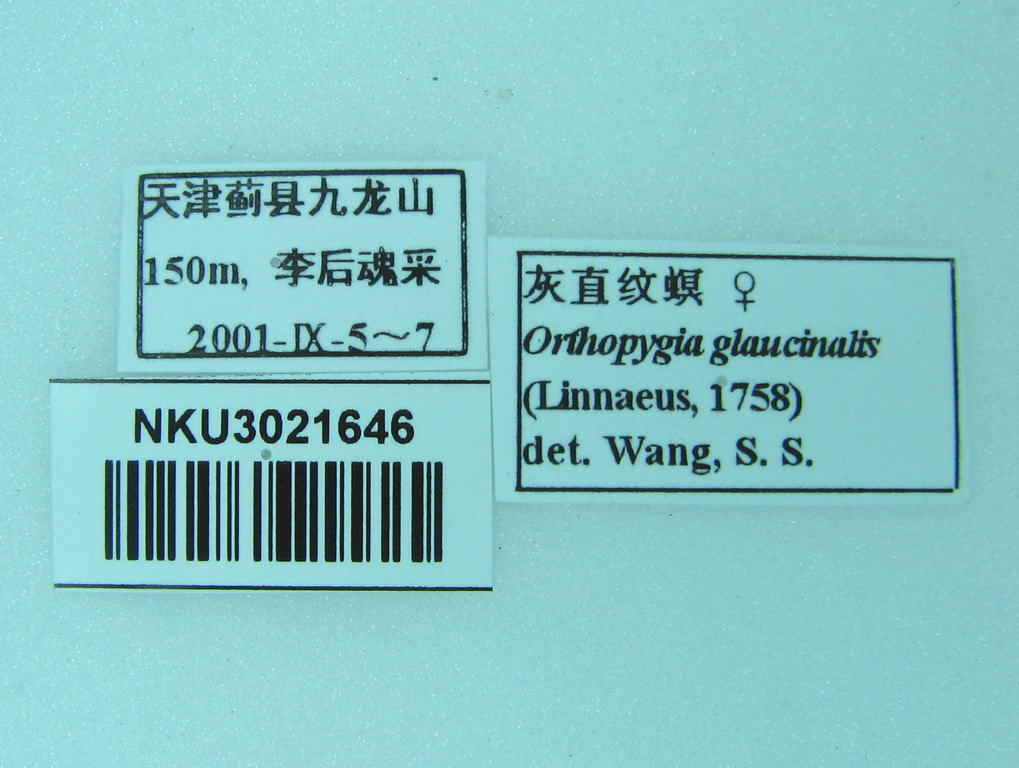 天津蓟县九龙山
150m, 李后魂采
2001-IX-5～7
NKU3021646
灰直纹螟 ♀
Orthopygia glaucinalis
(Linnaeus, 1758)
det. Wang, S. S.